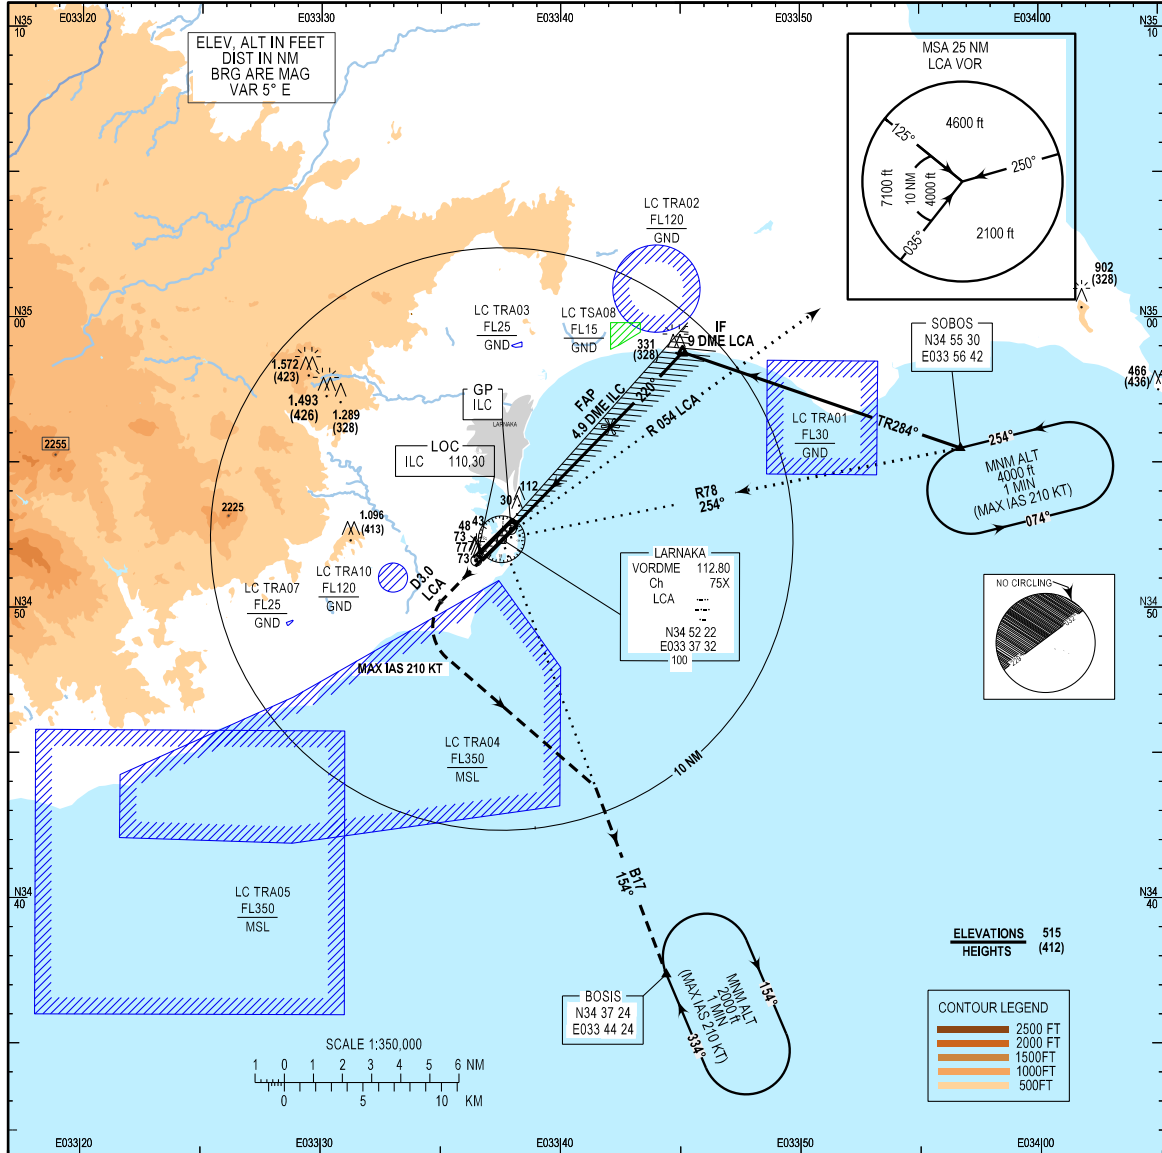 E033 20
E033 30
E033 40
E033 50
E034 00
N35
10
N35
10
ELEV, ALT IN FEET
DIST IN NM
BRG ARE MAG
VAR 5° E
MSA 25 NM
LCA VOR
4600 ft
125°
250°
7100 ft
10 NM
4000 ft
035°
2100 ft
LC TRA02
FL120
GND
902
(328)
N35
00
N35
00
LC TRA03
FL25
GND
LC TSA08
FL15
GND
331
(328)
IF
9 DME LCA
SOBOS
N34 55 30
E033 56 42
1.572
(423)
1.493
(426)
1.289
(328)
466
(436)
GP
ILC
LARNAKA
FAP
4.9 DME ILC
220°
R 054 LCA
LC TRA01
FL30
GND
TR284°
254°
MNM ALT
4000 ft
1 MIN
(MAX IAS 210 KT)
074°
2255
LOC
ILC 110.30
R78
254°
112
30
2225
1.096
(413)
48
43
73
77
73
LARNAKA
VORDME 112.80
Ch 75X
LCA
N34 52 22
E033 37 32
100
NO CIRCLING
052°
229°
LC TRA10
FL120
GND
LC TRA07
FL25
GND
D3.0
LCA
N34
50
N34
50
MAX IAS 210 KT
LC TRA04
FL350
MSL
10 NM
LC TRA05
FL350
MSL
B17
154°
N34
40
N34
40
ELEVATIONS 515
HEIGHTS (412)
BOSIS
N34 37 24
E033 44 24
MNM ALT
2000 ft
1 MIN
(MAX IAS 210 KT)
154°
334°
CONTOUR LEGEND
2500 FT
2000 FT
1500FT
1000FT
500FT
SCALE 1:350,000
1 0 1 2 3 4 5 6 NM
0 5 10 KM
E033 20
E033 30
E033 40
E033 50
E034 00